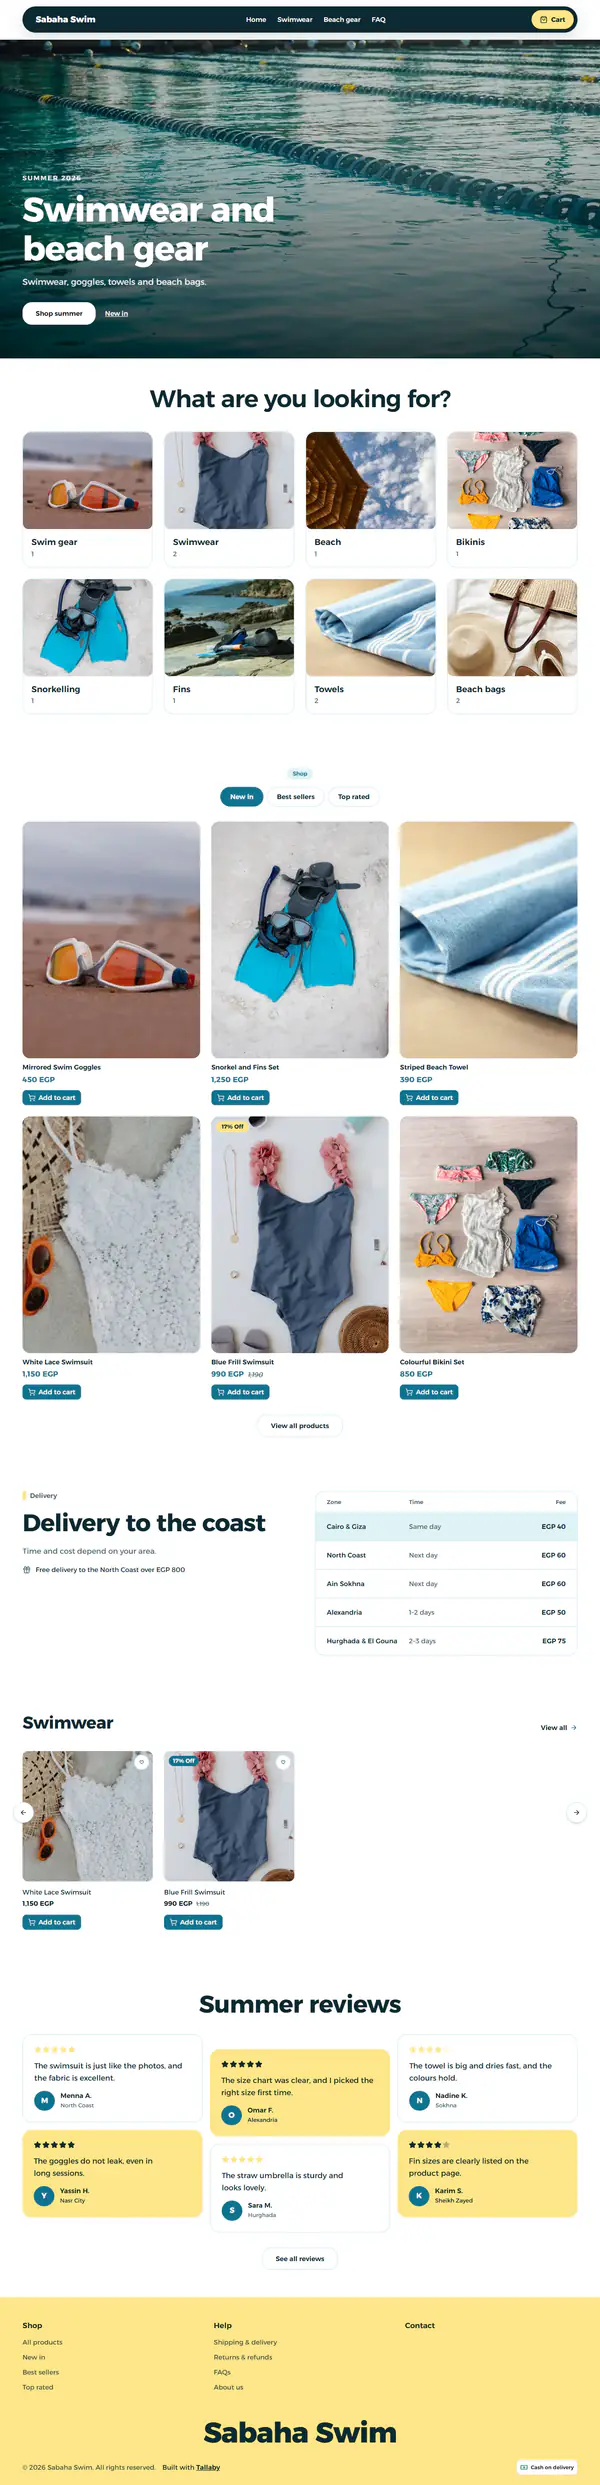 Sabaha Swim
Home
Swimwear
Beach gear
FAQ
Cart
SUMMER 2026
Swimwear and
beach gear
Swimwear, goggles, towels and beach bags.
Shop summer
New in
What are you looking for?
Swim gear
1
Swimwear
2
Beach
1
Bikinis
1
Snorkelling
1
Fins
1
Towels
2
Beach bags
2
Shop
New In
Best sellers
Top rated
Mirrored Swim Goggles
450 EGP
Add to cart
Snorkel and Fins Set
1,250 EGP
Add to cart
Striped Beach Towel
390 EGP
Add to cart
White Lace Swimsuit
1,150 EGP
Add to cart
17% Off
Blue Frill Swimsuit
990 EGP 1,190
Add to cart
Colourful Bikini Set
850 EGP
Add to cart
View all products
Delivery
Delivery to the coast
Time and cost depend on your area.
Free delivery to the North Coast over EGP 800
Zone Time Fee
Cairo & Giza Same day EGP 40
North Coast Next day EGP 60
Ain Sokhna Next day EGP 60
Alexandria 1-2 days EGP 50
Hurghada & El Gouna 2-3 days EGP 75
Swimwear
View all
White Lace Swimsuit
1,150 EGP
Add to cart
17% Off
Blue Frill Swimsuit
990 EGP 1,190
Add to cart
Summer reviews
The swimsuit is just like the photos, and
the fabric is excellent.
M
Menna A.
North Coast
The size chart was clear, and I picked the
right size first time.
O
Omar F.
Alexandria
The towel is big and dries fast, and the
colours hold.
N
Nadine K.
Sokhna
The goggles do not leak, even in
long sessions.
Y
Yassin H.
Nasr City
The straw umbrella is sturdy and
looks lovely.
S
Sara M.
Hurghada
Fin sizes are clearly listed on the
product page.
K
Karim S.
Sheikh Zayed
See all reviews
Shop
All products
New in
Best sellers
Top rated
Help
Shipping & delivery
Returns & refunds
FAQs
About us
Contact
Sabaha Swim
© 2026 Sabaha Swim. All rights reserved. Built with Tallaby
Cash on delivery